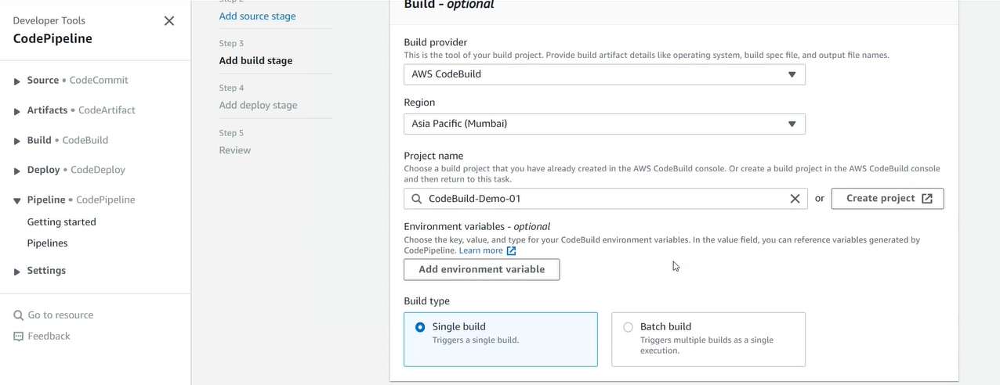 Developer Tools
CodePipeline
Source • CodeCommit
Artifacts • CodeArtifact
Build • CodeBuild
Deploy • CodeDeploy
Pipeline • CodePipeline
Getting started
Pipelines
Settings
Go to resource
Feedback
Step 2
Add source stage
Step 3
Add build stage
Step 4
Add deploy stage
Step 5
Review
Build - optional
Build provider
This is the tool of your build project. Provide build artifact details like operating system, build spec file, and output file names.
AWS CodeBuild
Region
Asia Pacific (Mumbai)
Project name
Choose a build project that you have already created in the AWS CodeBuild console. Or create a build project in the AWS CodeBuild console
and then return to this task.
CodeBuild-Demo-01
or
Create project
Environment variables - optional
Choose the key, value, and type for your CodeBuild environment variables. In the value field, you can reference variables generated by
CodePipeline. Learn more
Add environment variable
Build type
Single build
Triggers a single build.
Batch build
Triggers multiple builds as a single
execution.